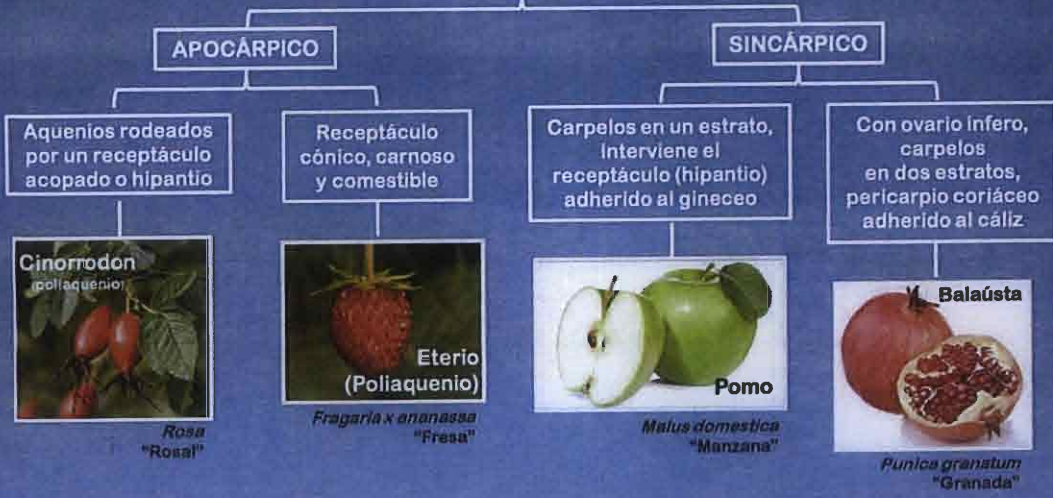 APOCÁRPICO
SINCÁRPICO
Aquenios rodeados
por un receptáculo
acopado o hipantio
Receptáculo
cónico, carnoso
y comestible
Carpelos en un estrato,
interviene el
receptáculo (hipantio)
adherido al gineceo
Con ovario ínfero,
carpelos
en dos estratos,
pericarpio coriáceo
adherido al cáliz
Cinorrodon
(poliaquenio)
Rosa
"Rosal"
Eterio
(Poliaquenio)
Fragaria x ananassa
"Fresa"
Pomo
Malus domestica
"Manzana"
Balaústa
Punica granatum
"Granada"